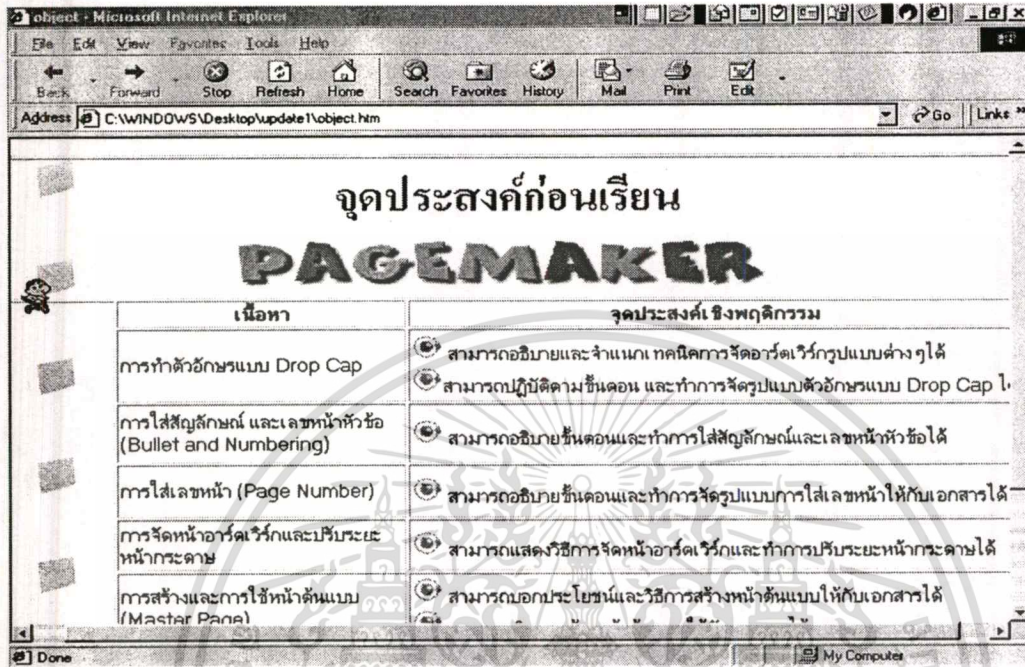 object - Microsoft Internet Explorer
File Edit View Favorites Tools Help
Back Forward Stop Refresh Home Search Favorites History Mail Print Edit
Address C:\WINDOWS\Desktop\update1\object.htm Go Links »
จุดประสงค์ก่อนเรียน
PAGEMAKER
เนื้อหา จุดประสงค์เชิงพฤติกรรม
การทำตัวอักษรแบบ Drop Cap
สามารถอธิบายและจำแนกเทคนิคการจัดอาร์ตเวิร์กรูปแบบต่างๆได้
สามารถปฏิบัติตามขั้นตอน และทำการจัดรูปแบบตัวอักษรแบบ Drop Cap
การใส่สัญลักษณ์ และเลขหน้าหัวข้อ
(Bullet and Numbering)
สามารถอธิบายขั้นตอนและทำการใส่สัญลักษณ์และเลขหน้าหัวข้อได้
การใส่เลขหน้า (Page Number)
สามารถอธิบายขั้นตอนและทำการจัดรูปแบบการใส่เลขหน้าให้กับเอกสารได้
การจัดหน้าอาร์ตเวิร์กและปรับระยะ
หน้ากระดาษ
สามารถแสดงวิธีการจัดหน้าอาร์ตเวิร์กและทำการปรับระยะหน้ากระดาษได้
การสร้างและการใช้หน้าต้นแบบ
(Master Page)
สามารถบอกประโยชน์และวิธีการสร้างหน้าต้นแบบให้กับเอกสารได้
Done My Computer